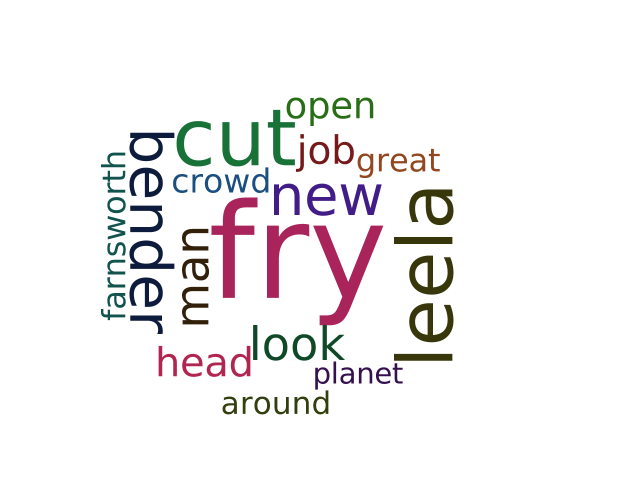 open
cut
job
great
crowd
new
bender
farnsworth
fry
leela
man
look
head
planet
around